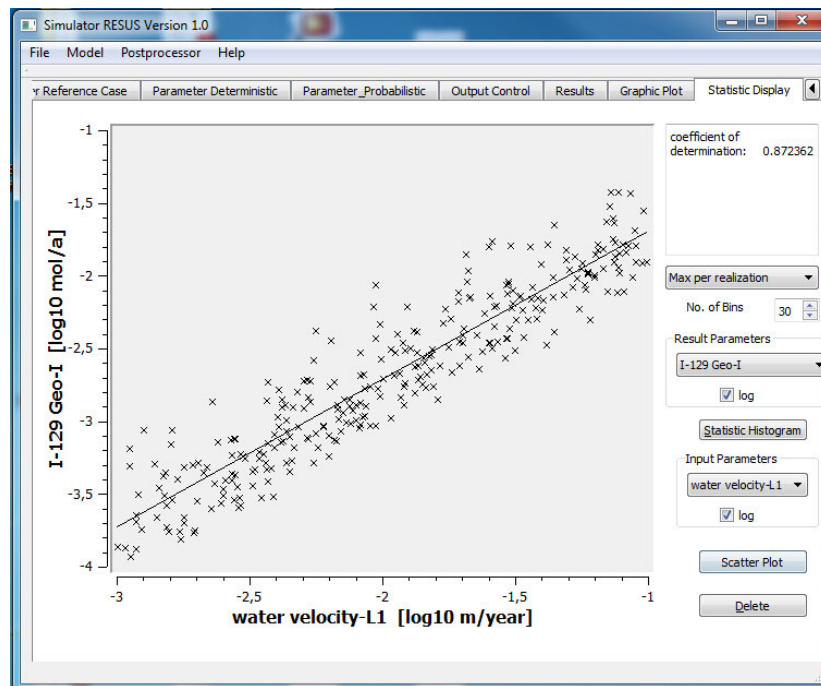 Simulator RESUS Version 1.0
File Model Postprocessor Help
er Reference Case Parameter Deterministic Parameter_Probabilistic Output Control Results Graphic Plot Statistic Display
coefficient of
determination: 0.872362
Max per realization
No. of Bins 30
Result Parameters
I-129 Geo-I
log
Statistic Histogram
Input Parameters
water velocity-L1
log
Scatter Plot
Delete
I-129 Geo-I [log10 mol/a]
-1
-1,5
-2
-2,5
-3
-3,5
-4
-3 -2,5 -2 -1,5 -1
water velocity-L1 [log10 m/year]